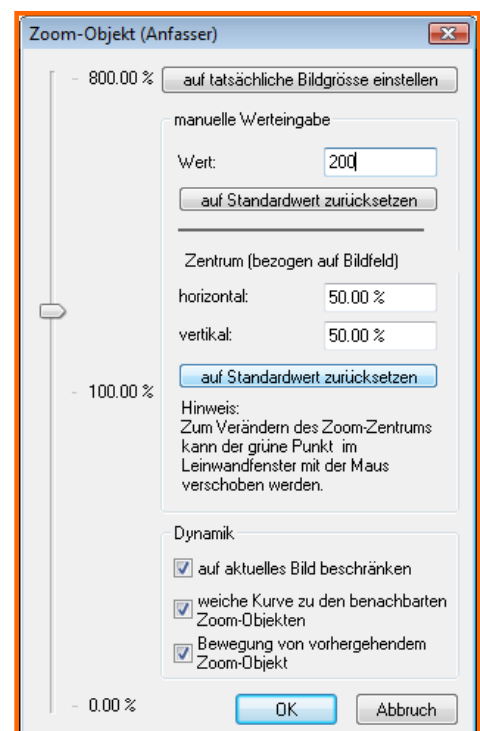 Zoom-Objekt (Anfasser)
800.00 %
auf tatsächliche Bildgrösse einstellen
manuelle Werteingabe
Wert:
200
auf Standardwert zurücksetzen
Zentrum (bezogen auf Bildfeld)
horizontal:
50.00 %
vertikal:
50.00 %
auf Standardwert zurücksetzen
100.00 %
Hinweis:
Zum Verändern des Zoom-Zentrums
kann der grüne Punkt im
Leinwandfenster mit der Maus
verschoben werden.
Dynamik
auf aktuelles Bild beschränken
weiche Kurve zu den benachbarten
Zoom-Objekten
Bewegung von vorhergehendem
Zoom-Objekt
0.00 %
OK
Abbruch